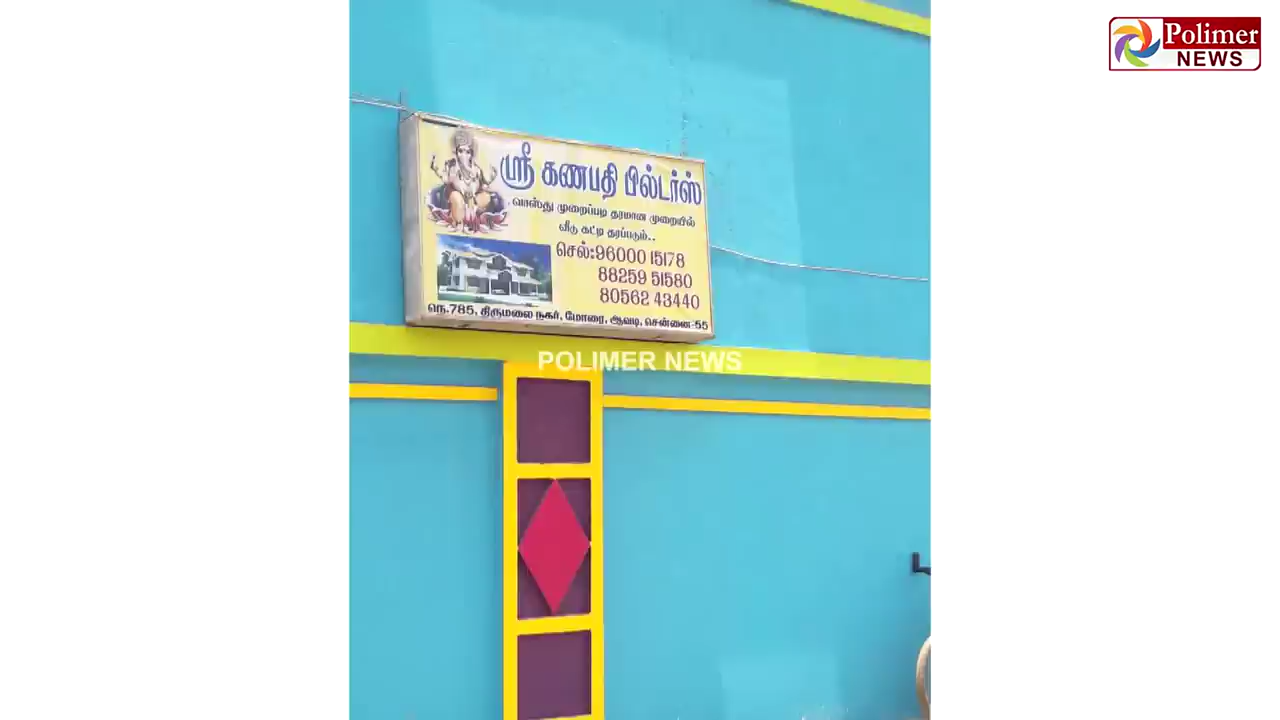 Polimer
NEWS
ஸ்ரீ கணபதி பில்டர்ஸ்
வாஸ்து முறைப்படி தரமான முறையில்
வீடு கட்டி தரப்படும்..
செல்:96000 15178
88259 51580
80562 43440
நெ.785, திருமலை நகர், மோரை, ஆவடி, சென்னை-55
POLIMER NEWS